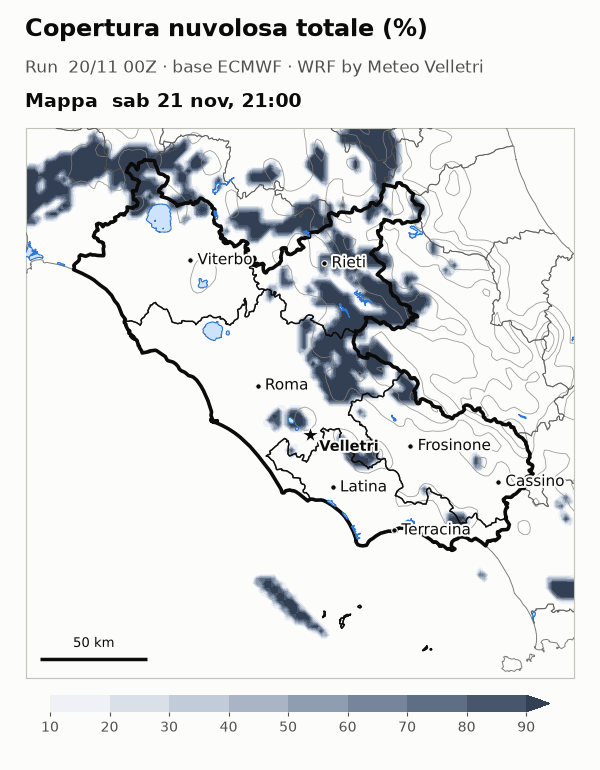 Copertura nuvolosa totale (%)
Run 20/11 00Z · base ECMWF · WRF by Meteo Velletri
Mappa sab 21 nov, 21:00
Viterbo
Rieti
Roma
Velletri
Frosinone
Latina
Cassino
Terracina
50 km
10 20 30 40 50 60 70 80 90